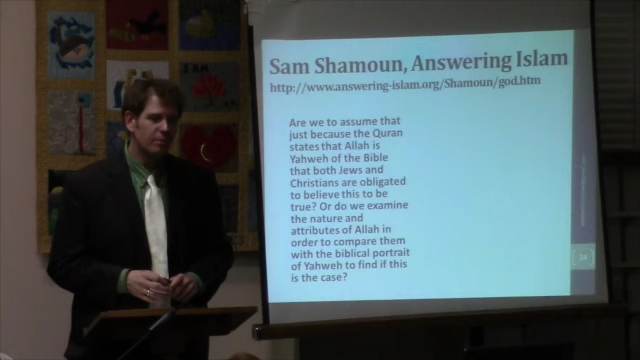 Sam Shamoun, Answering Islam
http://www.answering-islam.org/Shamoun/god.htm
Are we to assume that
just because the Quran
states that Allah is
Yahweh of the Bible
that both Jews and
Christians are obligated
to believe this to be
true? Or do we examine
the nature and
attributes of Allah in
order to compare them
with the biblical portrait
of Yahweh to find if this
is the case?
24
I AM